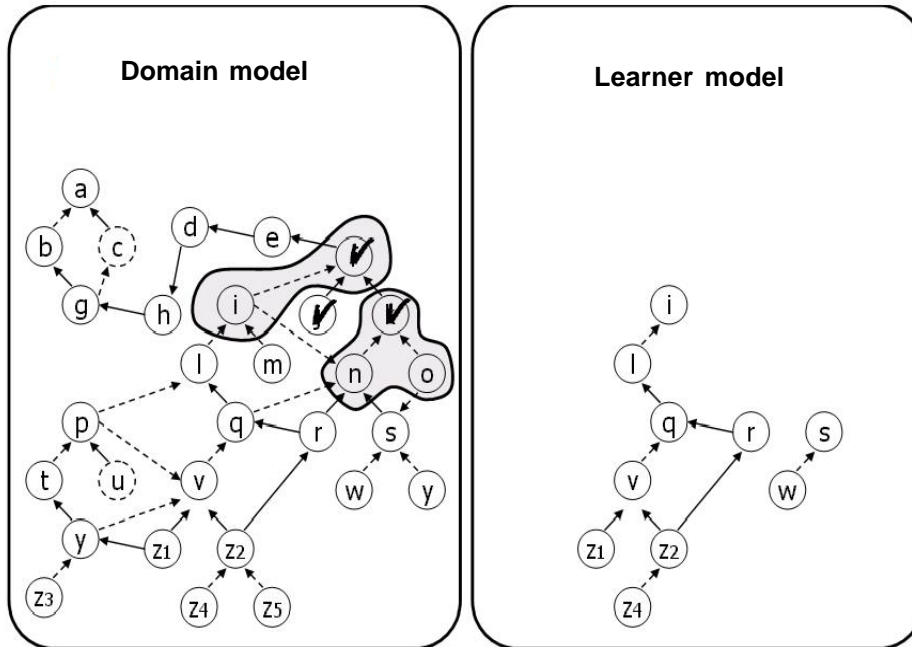 Domain model
Learner model
a
b c
d e
g h
i
i
l m
l
n o
p q r s
q r s
t u v w y
v w
y z1 z2
z1 z2
z3 z4 z5
z4